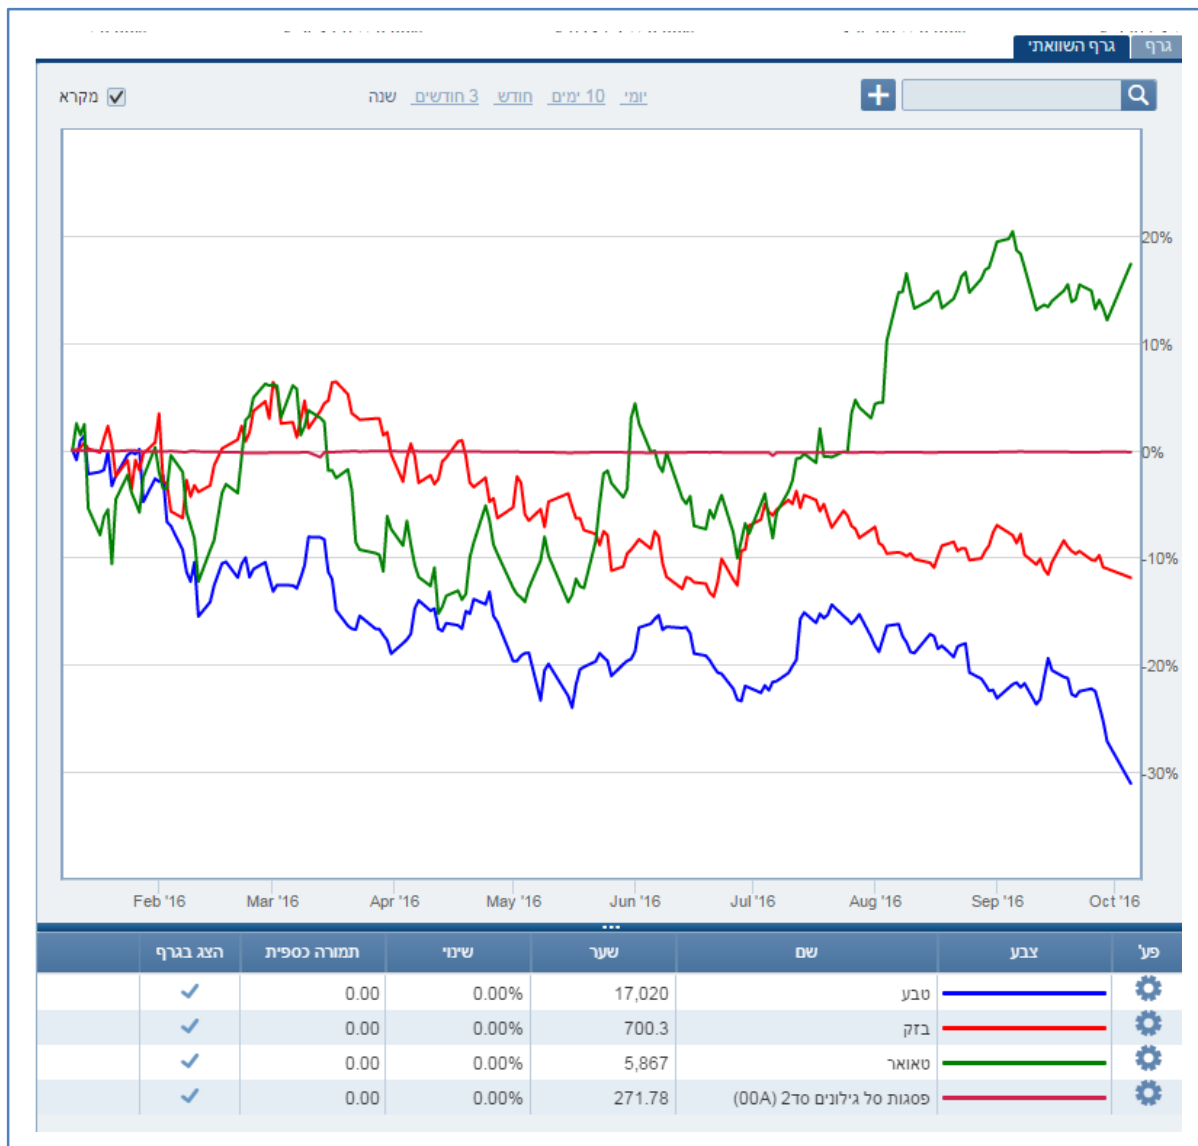 גרף השוואתי גרף
מקרא שנה 3 חודשים חודש 10 ימים יומי
20%
10%
0%
-10%
-20%
-30%
Feb '16 Mar '16 Apr '16 May '16 Jun '16 Jul '16 Aug '16 Sep '16 Oct '16
פע' צבע שם שער שינוי תמורה כספית הצג בגרף
טבע 17,020 0.00% 0.00
בזק 700.3 0.00% 0.00
טאואר 5,867 0.00% 0.00
פסגות סל גילונים סד2 (00A) 271.78 0.00% 0.00